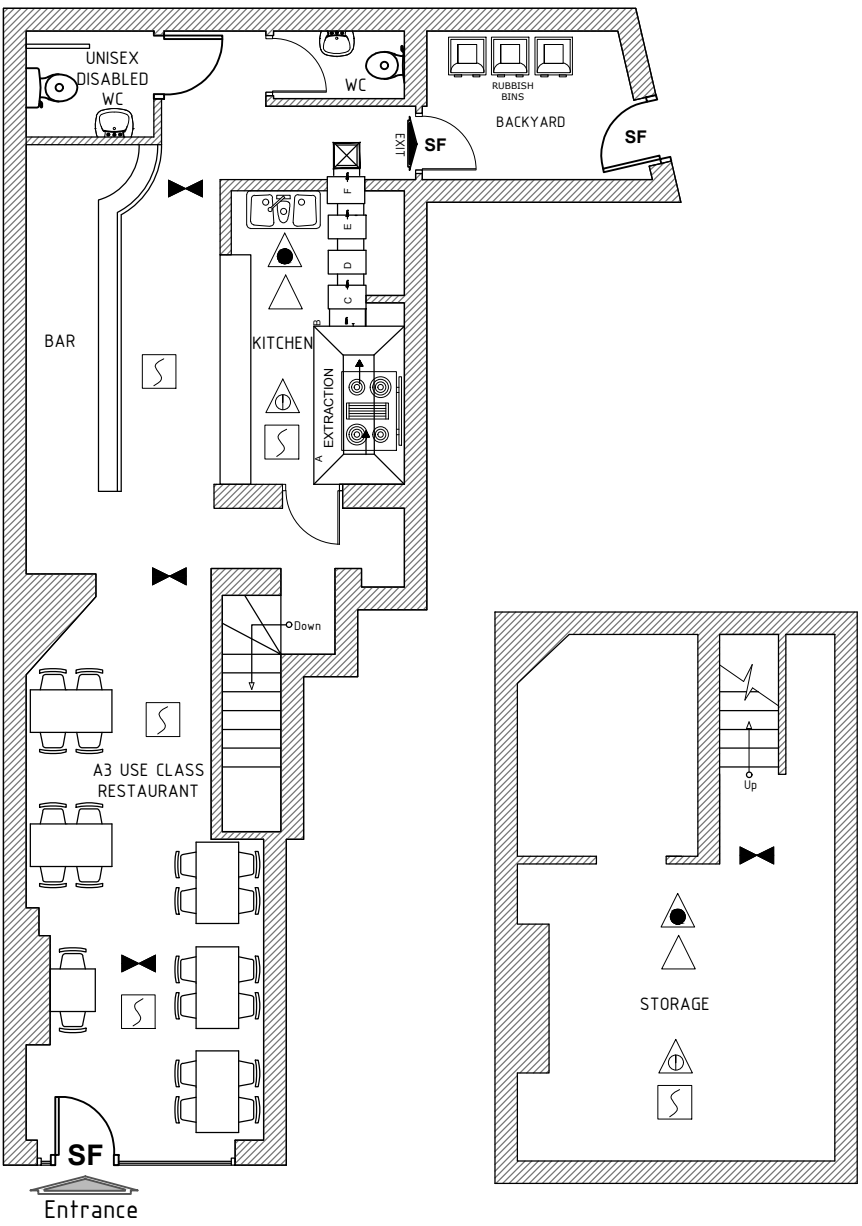 UNISEX
DISABLED
WC
WC
RUBBISH
BINS
BACKYARD
EXIT
SF
SF
F
E
D
C
B
A
EXTRACTION
KITCHEN
BAR
Down
A3 USE CLASS
RESTAURANT
SF
Entrance
Up
STORAGE